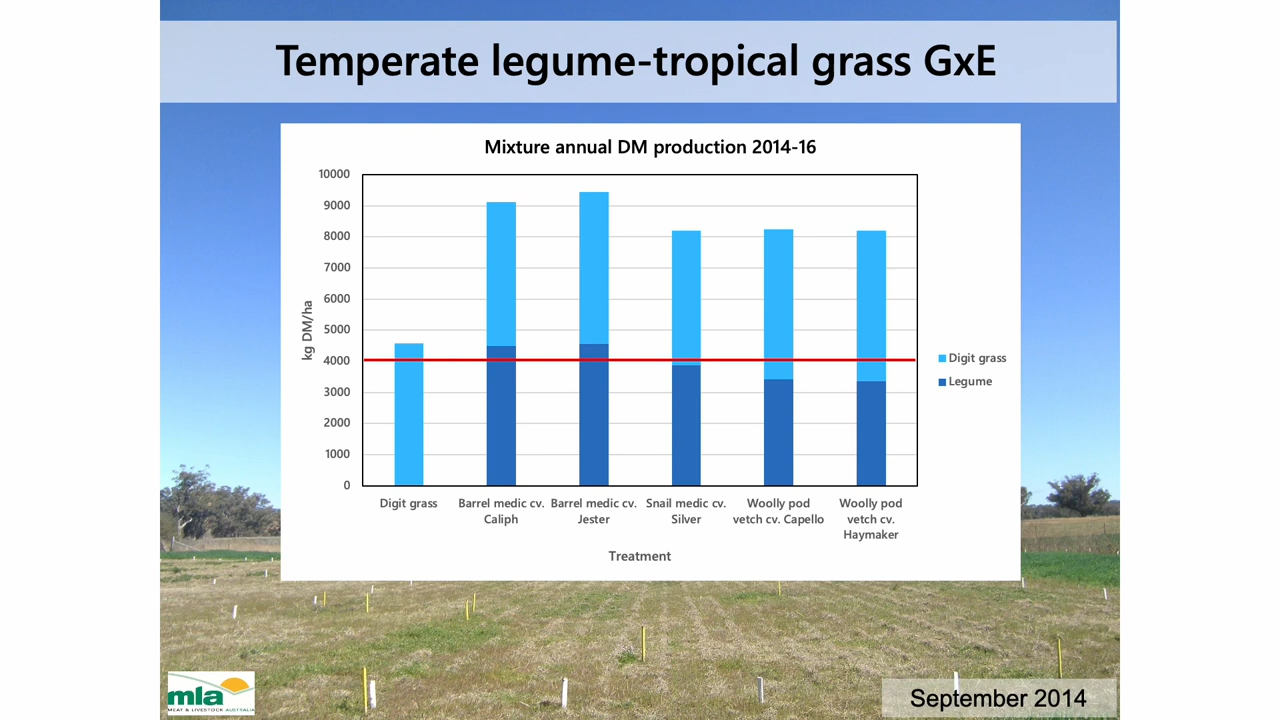 Temperate legume-tropical grass GxE
Mixture annual DM production 2014-16
10000
9000
8000
7000
6000
5000
4000
3000
2000
1000
0
kg DM/ha
Digit grass
Legume
Digit grass
Barrel medic cv. Caliph
Barrel medic cv. Jester
Snail medic cv. Silver
Woolly pod vetch cv. Capello
Woolly pod vetch cv. Haymaker
Treatment
mla
MEAT & LIVESTOCK AUSTRALIA
September 2014